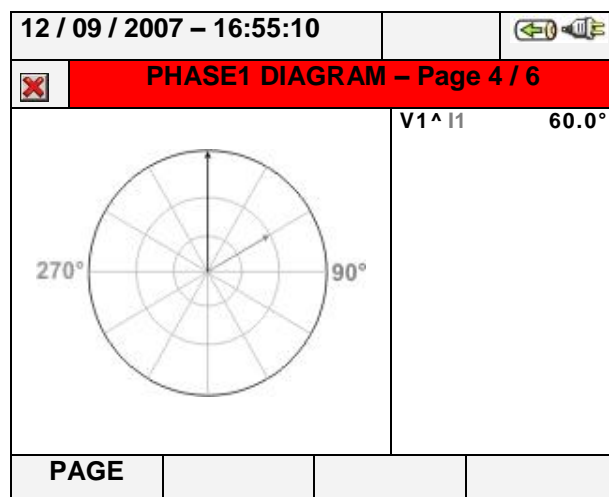 12 / 09 / 2007 – 16:55:10
PHASE1 DIAGRAM – Page 4 / 6
V1 ^ I1 60.0°
270° 90°
PAGE